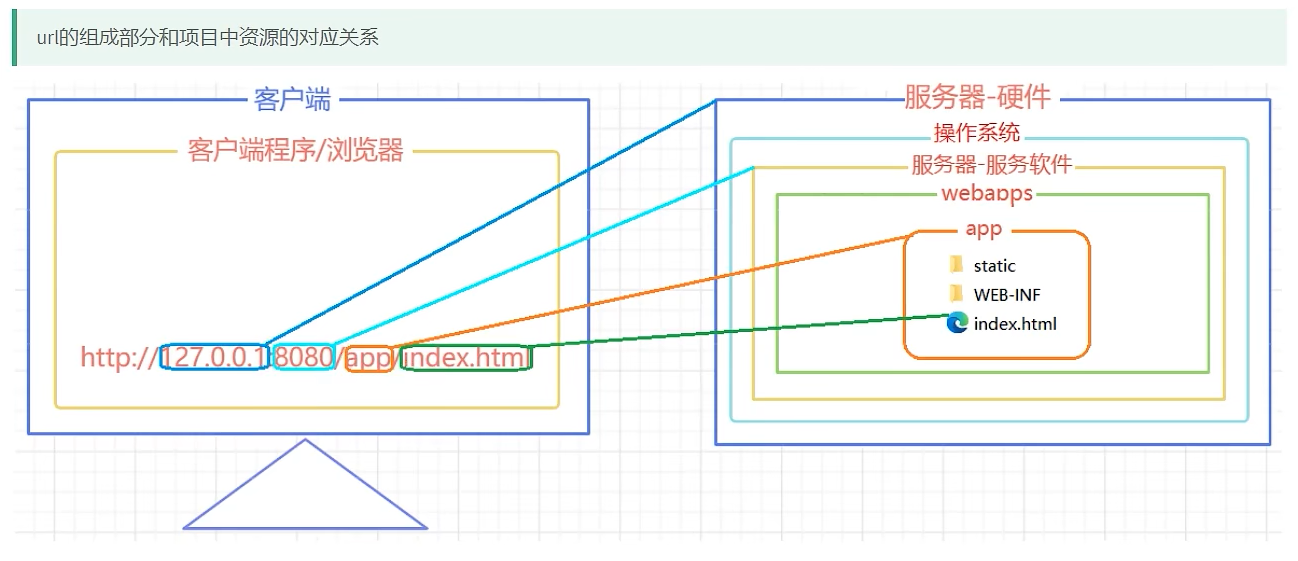 url的组成部分和项目中资源的对应关系
客户端
客户端程序/浏览器
http://127.0.0.1:8080/app/index.html
服务器-硬件
操作系统
服务器-服务软件
webapps
app
static
WEB-INF
index.html